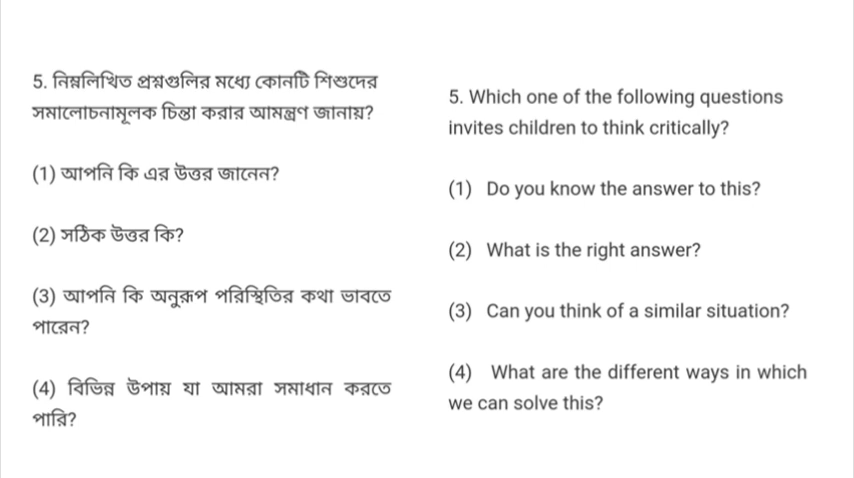 5. নিম্নলিখিত প্রশ্নগুলির মধ্যে কোনটি শিশুদের
সমালোচনামূলক চিন্তা করার আমন্ত্রণ জানায়?
(1) আপনি কি এর উত্তর জানেন?
(2) সঠিক উত্তর কি?
(3) আপনি কি অনুরূপ পরিস্থিতির কথা ভাবতে
পারেন?
(4) বিভিন্ন উপায় যা আমরা সমাধান করতে
পারি?
5. Which one of the following questions
invites children to think critically?
(1) Do you know the answer to this?
(2) What is the right answer?
(3) Can you think of a similar situation?
(4) What are the different ways in which
we can solve this?